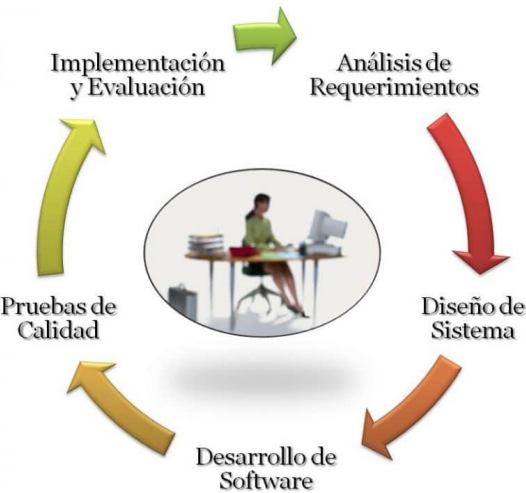 Implementación
y Evaluación
Análisis de
Requerimientos
Diseño de
Sistema
Desarrollo de
Software
Pruebas de
Calidad